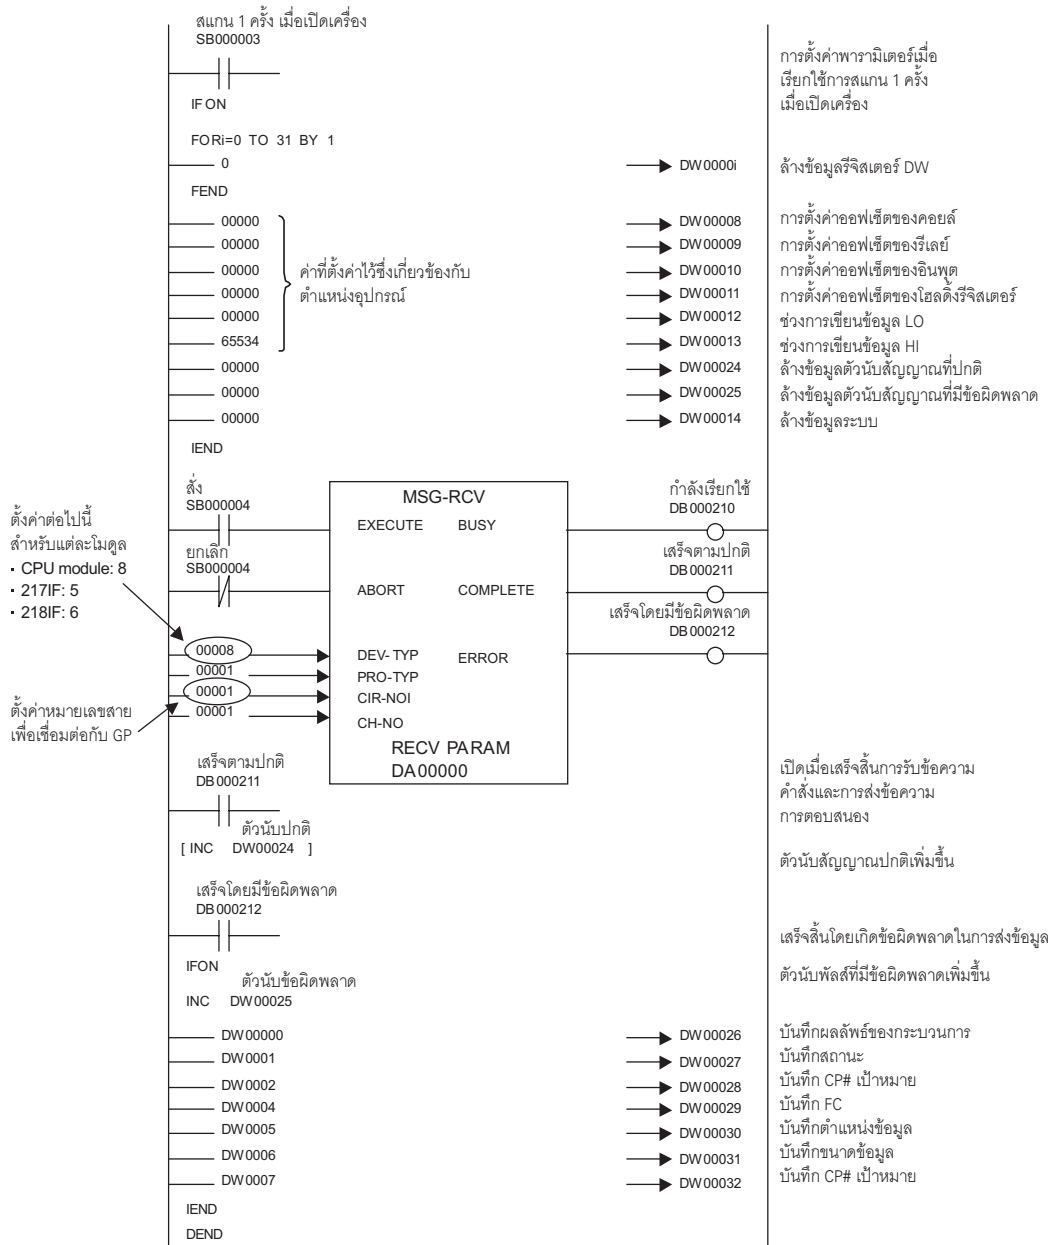 สแกน 1 ครั้ง เมื่อเปิดเครื่อง
SB000003
การตั้งค่าพารามิเตอร์เมื่อ
เรียกใช้การสแกน 1 ครั้ง
เมื่อเปิดเครื่อง
IFON
FORi=0 TO 31 BY 1
0 DW0000i ล้างข้อมูลรีจิสเตอร์ DW
FEND
00000 DW00008 การตั้งค่าออฟเซ็ตของคอยล์
00000 DW00009 การตั้งค่าออฟเซ็ตของรีเลย์
00000 DW00010 การตั้งค่าออฟเซ็ตของอินพุต
ค่าที่ตั้งค่าไว้ซึ่งเกี่ยวข้องกับ
ตำแหน่งอุปกรณ์
00000 DW00011 การตั้งค่าออฟเซ็ตของโฮลดิ้งรีจิสเตอร์
00000 DW00012 ช่วงการเขียนข้อมูล LO
65534 DW00013 ช่วงการเขียนข้อมูล HI
00000 DW00024 ล้างข้อมูลตัวนับสัญญาณที่ปกติ
00000 DW00025 ล้างข้อมูลตัวนับสัญญาณที่มีข้อผิดพลาด
00000 DW00014 ล้างข้อมูลระบบ
IEND
ตั้งค่าต่อไปนี้
สำหรับแต่ละโมดูล
▪ CPU module: 8
▪ 217IF: 5
▪ 218IF: 6
สั่ง
SB000004
ยกเลิก
SB000004
MSG-RCV
EXECUTE BUSY
ABORT COMPLETE
DEV-TYP ERROR
PRO-TYP
CIR-NOI
CH-NO
RECV PARAM
DA00000
กำลังเรียกใช้
DB000210
เสร็จตามปกติ
DB000211
เสร็จโดยมีข้อผิดพลาด
DB000212
00008
00001
00001
00001
ตั้งค่าหมายเลขสาย
เพื่อเชื่อมต่อกับ GP
เสร็จตามปกติ
DB000211
เปิดเมื่อเสร็จสิ้นการรับข้อความ
คำสั่งและการส่งข้อความ
การตอบสนอง
ตัวนับปกติ
[ INC DW00024 ]
ตัวนับสัญญาณปกติเพิ่มขึ้น
เสร็จโดยมีข้อผิดพลาด
DB000212
เสร็จสิ้นโดยเกิดข้อผิดพลาดในการส่งข้อมูล
IFON
ตัวนับข้อผิดพลาด
ตัวนับพัลส์ที่มีข้อผิดพลาดเพิ่มขึ้น
INC DW00025
DW00000 DW00026 บันทึกผลลัพธ์ของกระบวนการ
DW0001 DW00027 บันทึกสถานะ
DW0002 DW00028 บันทึก CP# เป้าหมาย
DW0004 DW00029 บันทึก FC
DW0005 DW00030 บันทึกตำแหน่งข้อมูล
DW0006 DW00031 บันทึกขนาดข้อมูล
DW0007 DW00032 บันทึก CP# เป้าหมาย
IEND
DEND